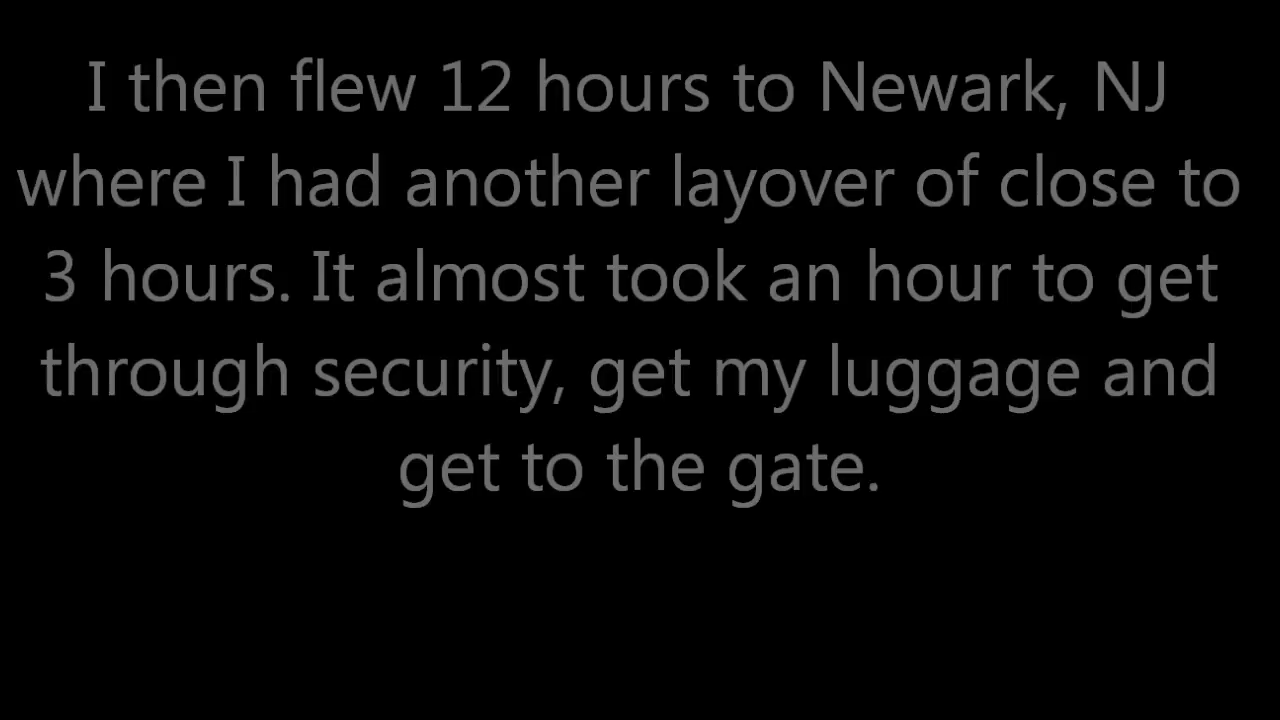 I then flew 12 hours to Newark, NJ
where I had another layover of close to
3 hours. It almost took an hour to get
through security, get my luggage and
get to the gate.